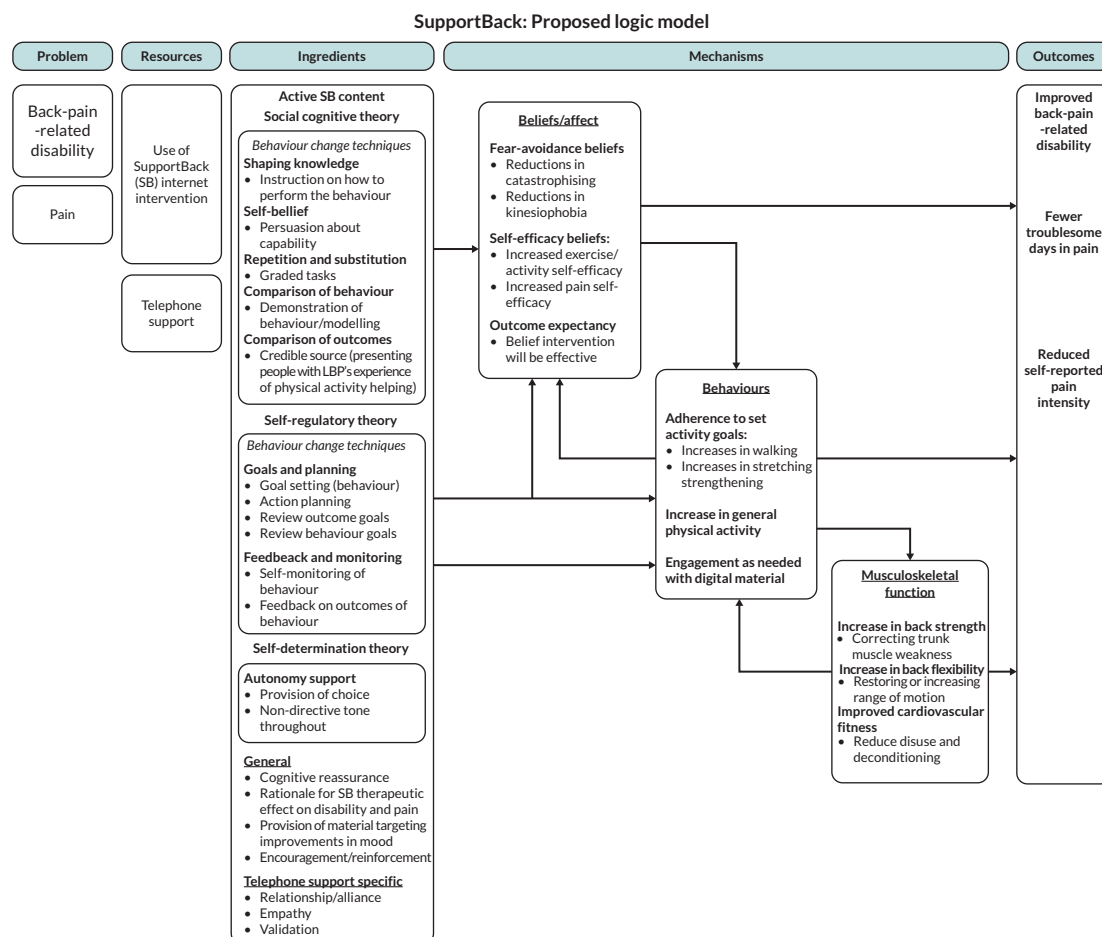 SupportBack: Proposed logic model
Problem
Resources
Ingredients
Mechanisms
Outcomes
Back-pain
-related
disability
Pain
Use of
SupportBack
(SB) internet
intervention
Telephone
support
Active SB content
Social cognitive theory
Behaviour change techniques
Shaping knowledge
• Instruction on how to
perform the behaviour
Self-bellief
• Persuasion about
capability
Repetition and substitution
• Graded tasks
Comparison of behaviour
• Demonstration of
behaviour/modelling
Comparison of outcomes
• Credible source (presenting
people with LBP's experience
of physical activity helping)
Self-regulatory theory
Behaviour change techniques
Goals and planning
• Goal setting (behaviour)
• Action planning
• Review outcome goals
• Review behaviour goals
Feedbeack and monitoring
• Self-monitoring of
behaviour
• Feedback on outcomes of
behaviour
Self-determination theory
Autonomy support
• Provision of choice
• Non-directive tone
throughout
General
• Cognitive reassurance
• Rationale for SB therapeutic
effect on disability and pain
• Provision of material targeting
improvements in mood
• Encouragement/reinforcement
Telephone support specific
• Relationship/alliance
• Empathy
• Validation
Beliefs/affect
Fear-avoidance beliefs
• Reductions in
catastrophising
• Reductions in
kinesiophobia
Self-efficacy beliefs:
• Increased exercise/
activity self-efficacy
• Increased pain self-
efficacy
Outcome expectancy
• Belief intervention
will be effective
Behaviours
Adherence to set
activity goals:
• Increases in walking
• Increases in stretching
strengthening
Increase in general
physical activity
Engagement as needed
with digital material
Musculoskeletal
function
Increase in back strength
• Correcting trunk
muscle weakness
Increase in back flexibility
• Restoring or increasing
range of motion
Improved cardiovascular
fitness
• Reduce disuse and
deconditioning
Improved
back-pain
-related
disability
Fewer
troublesome
days in pain
Reduced
self-reported
pain
intensity